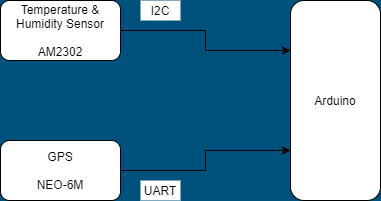 Temperature &
Humidity Sensor
AM2302
I2C
Arduino
GPS
NEO-6M
UART